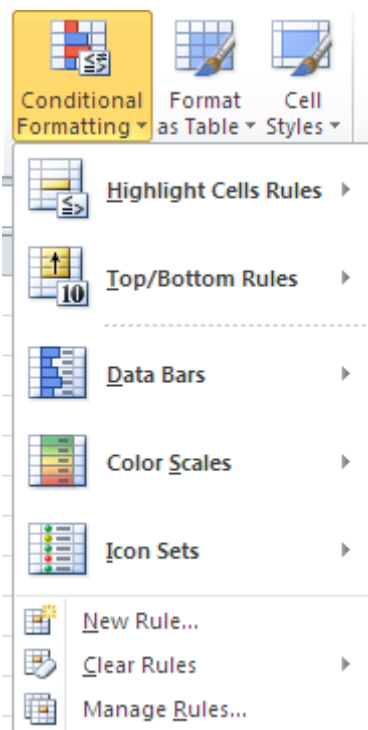 Conditional Formatting
Format as Table
Cell Styles
Highlight Cells Rules
Top/Bottom Rules
10
Data Bars
Color Scales
Icon Sets
New Rule...
Clear Rules
Manage Rules...